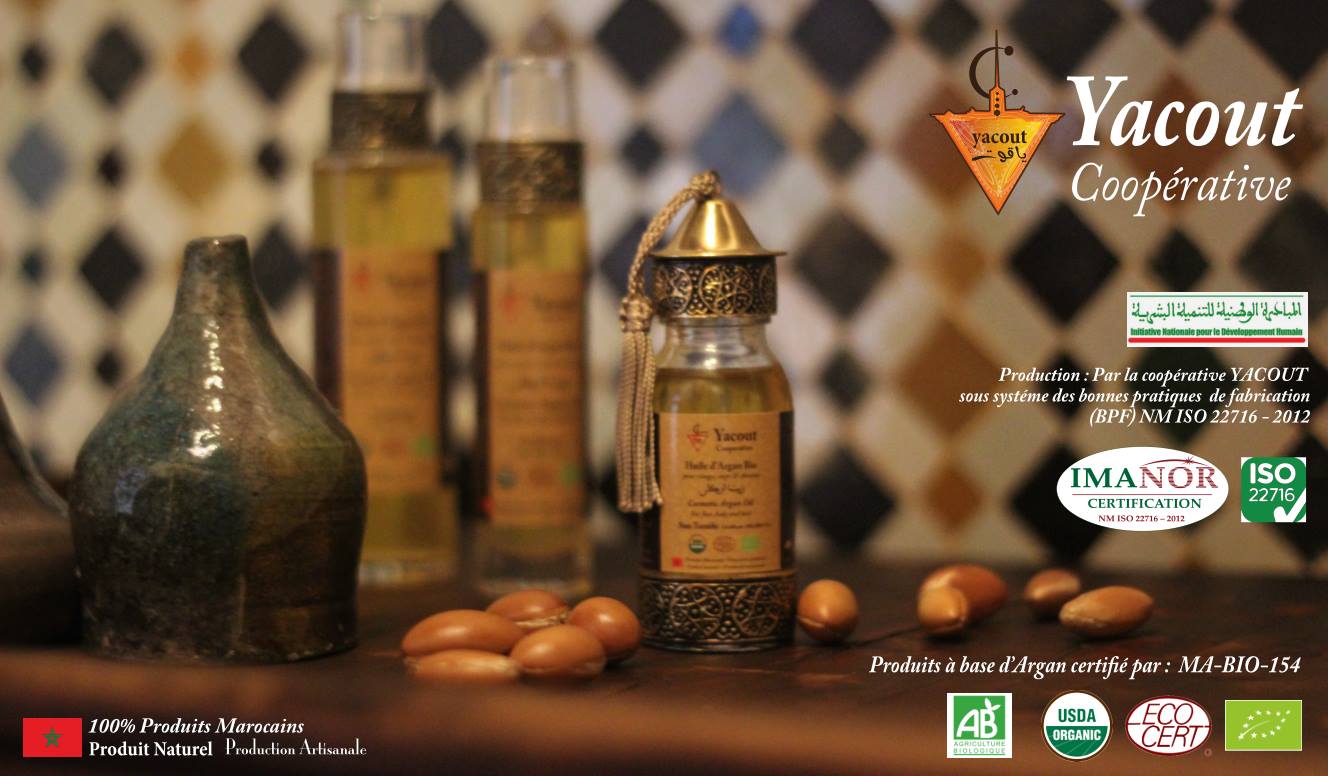 yacout
ياقوت
Yacout
Coopérative
المبادرة الوطنية للتنمية البشرية
Initiative Nationale pour le Développement Humain
Production : Par la coopérative YACOUT
sous systéme des bonnes pratiques de fabrication
(BPF) NM ISO 22716 - 2012
IMANOR
CERTIFICATION
NM ISO 22716 – 2012
ISO
22716
Yacout
Coopérative
Huile d'Argan Bio
Cosmetic Argan Oil
Produits à base d'Argan certifié par : MA-BIO-154
AB
AGRICULTURE
BIOLOGIQUE
USDA
ORGANIC
ECO
CERT
®
100% Produits Marocains
Produit Naturel Production Artisanale